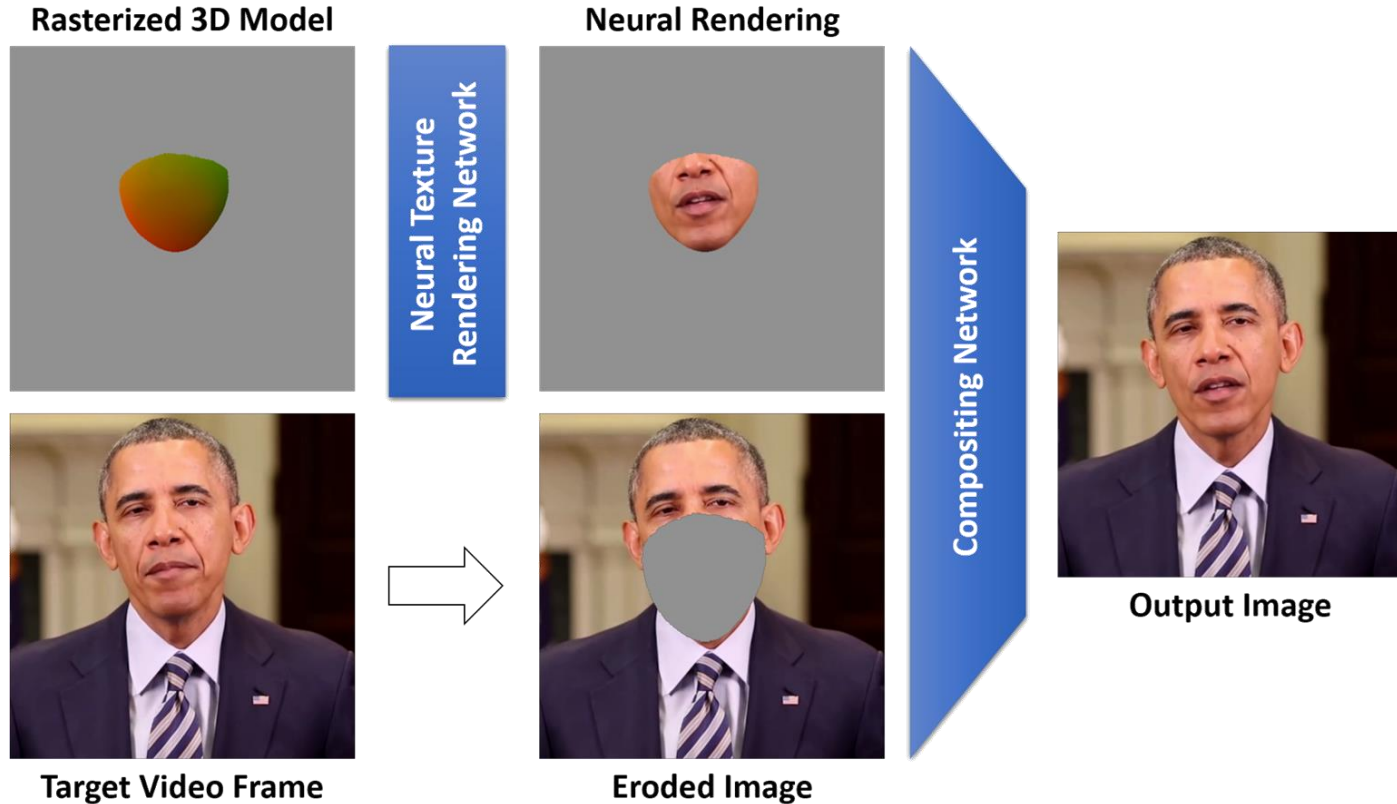 Rasterized 3D Model
Neural Rendering
Neural Texture
Rendering Network
Compositing Network
Output Image
Target Video Frame
Eroded Image